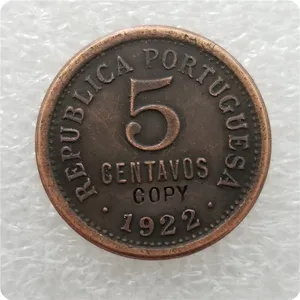 REPUBLICA PORTUGUESA
5
CENTAVOS
COPY
· 1922 ·